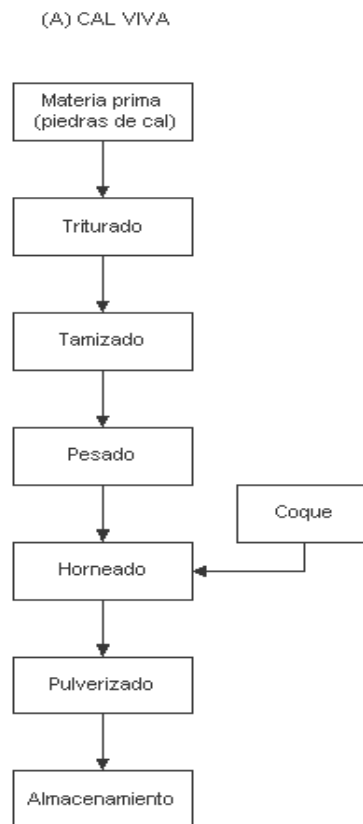 (A) CAL VIVA
Materia prima
(piedras de cal)
Triturado
Tamizado
Pesado
Coque
Horneado
Pulverizado
Almacenamiento